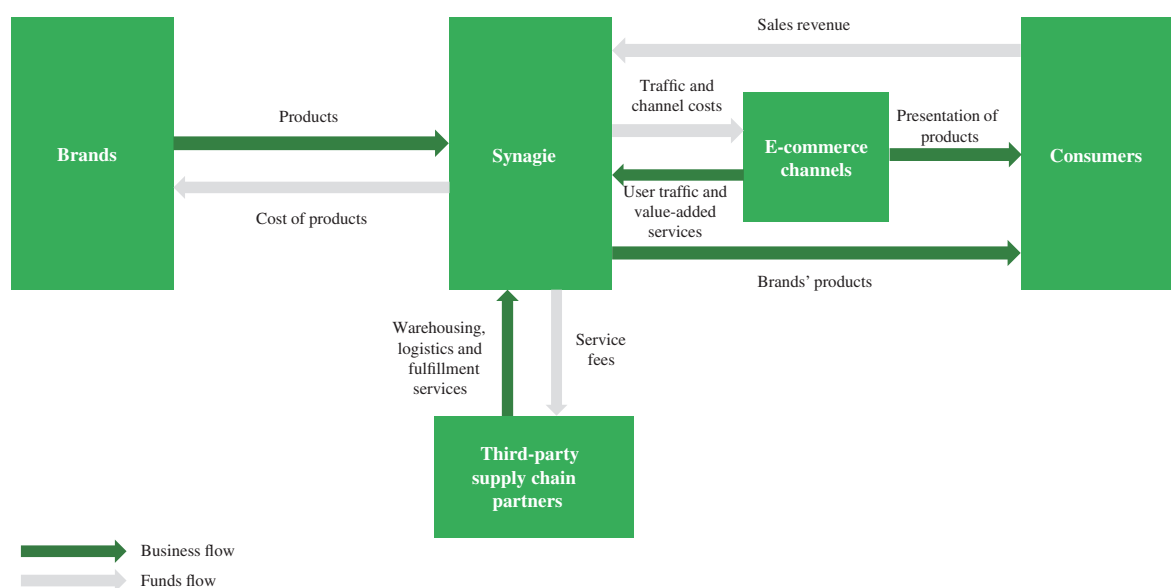 Sales revenue
Traffic and
channel costs
Products
Presentation of
products
Brands
Synagie
E-commerce
channels
Consumers
Cost of products
User traffic and
value-added
services
Brands’ products
Warehousing,
logistics and
fulfillment
services
Service
fees
Third-party
supply chain
partners
Business flow
Funds flow